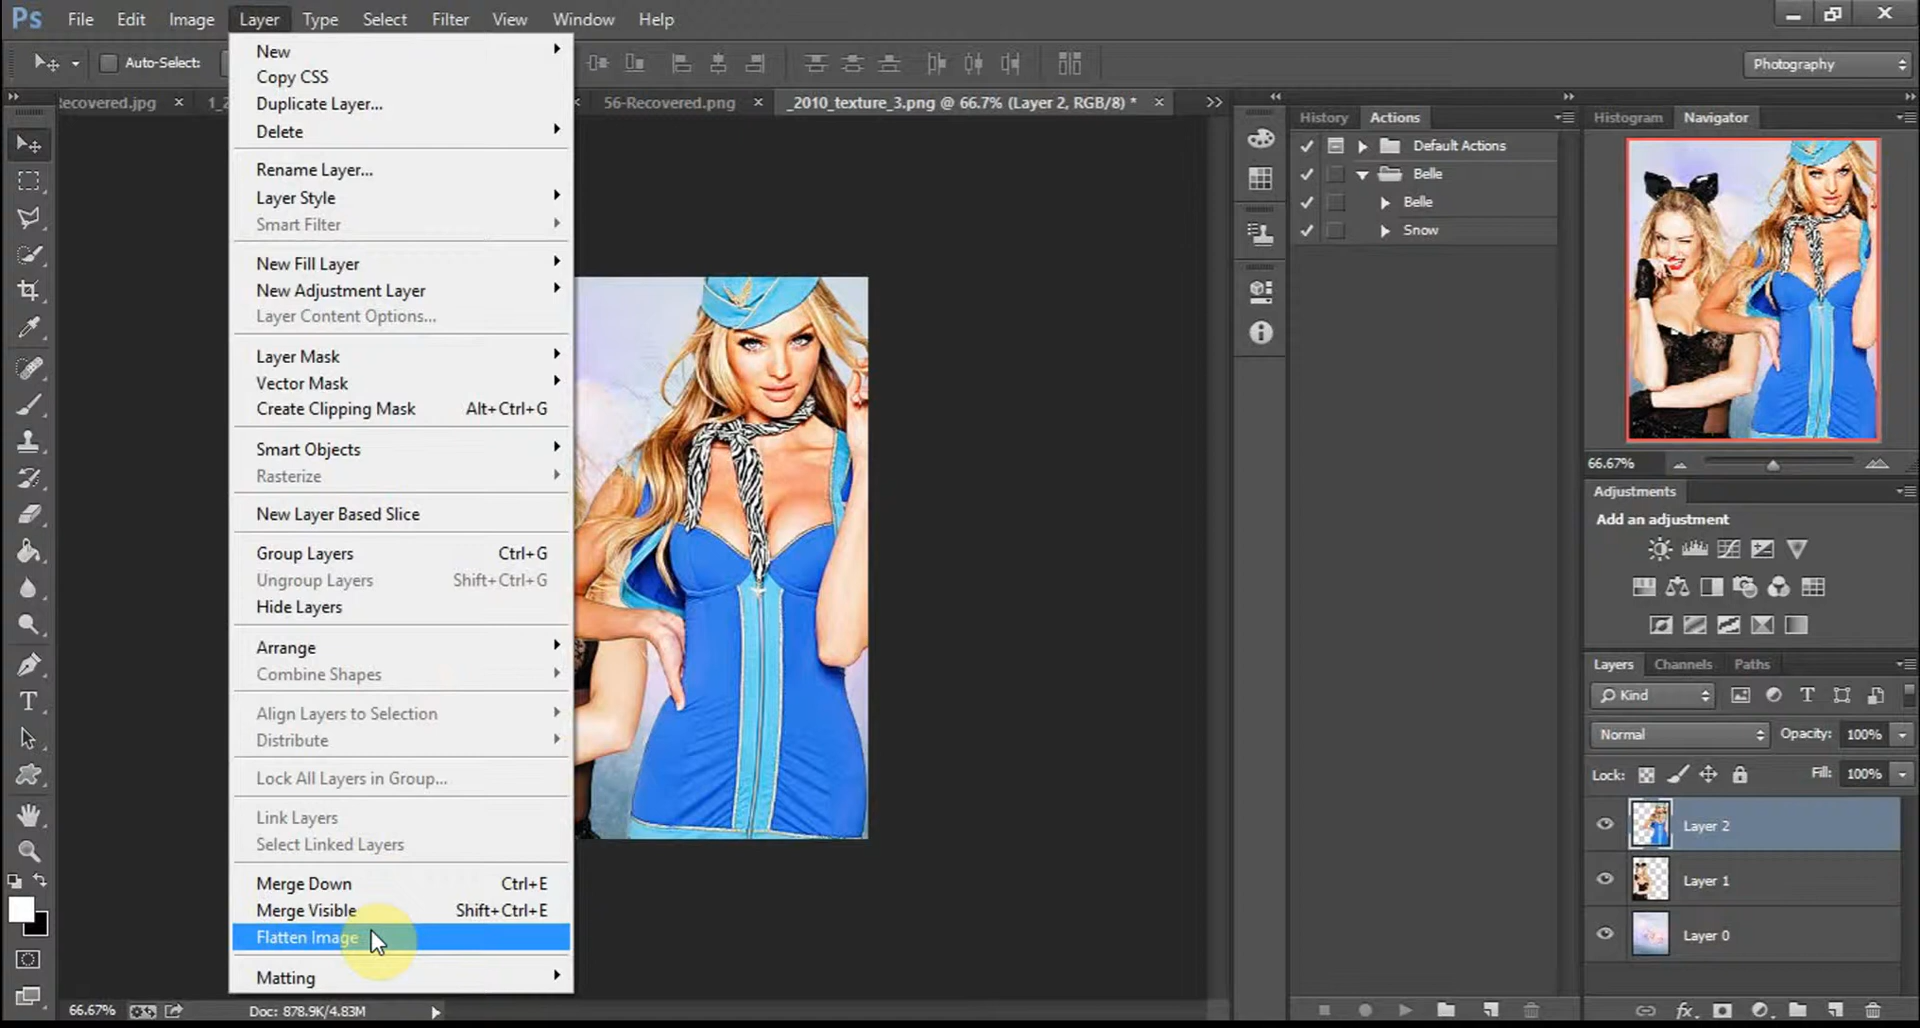 Ps File Edit Image Layer Type Select Filter View Window Help
Auto-Select:
Photography
ecovered.jpg × 1_2 × 56-Recovered.png × _2010_texture_3.png @ 66.7% (Layer 2, RGB/8) * ×
New
Copy CSS
Duplicate Layer...
Delete
Rename Layer...
Layer Style
Smart Filter
New Fill Layer
New Adjustment Layer
Layer Content Options...
Layer Mask
Vector Mask
Create Clipping Mask Alt+Ctrl+G
Smart Objects
Rasterize
New Layer Based Slice
Group Layers Ctrl+G
Ungroup Layers Shift+Ctrl+G
Hide Layers
Arrange
Combine Shapes
Align Layers to Selection
Distribute
Lock All Layers in Group...
Link Layers
Select Linked Layers
Merge Down Ctrl+E
Merge Visible Shift+Ctrl+E
Flatten Image
Matting
66.67% Doc: 878.9K/4.83M
History Actions
Default Actions
Belle
Belle
Snow
Histogram Navigator
66.67%
Adjustments
Add an adjustment
Layers Channels Paths
Kind
Normal Opacity: 100%
Lock: Fill: 100%
Layer 2
Layer 1
Layer 0